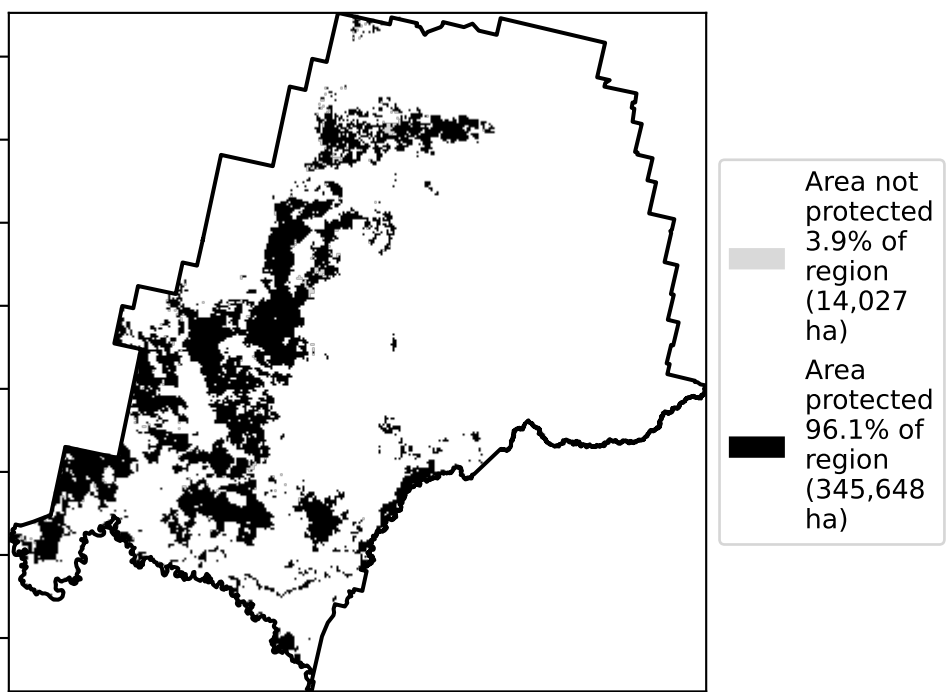 Area not
protected
3.9% of
region
(14,027
ha)
Area
protected
96.1% of
region
(345,648
ha)